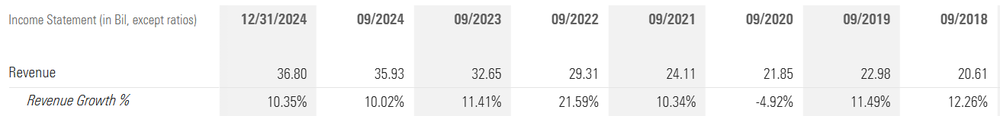 Income Statement (in Bil, except ratios) 12/31/2024 09/2024 09/2023 09/2022 09/2021 09/2020 09/2019 09/2018
Revenue 36.80 35.93 32.65 29.31 24.11 21.85 22.98 20.61
Revenue Growth % 10.35% 10.02% 11.41% 21.59% 10.34% -4.92% 11.49% 12.26%